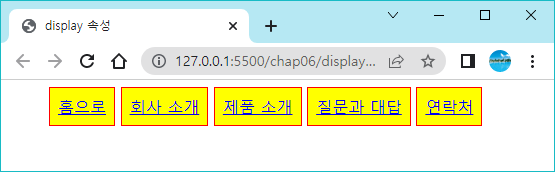 display 속성
127.0.0.1:5500/chap06/display...
홈으로 회사 소개 제품 소개 질문과 대답 연락처